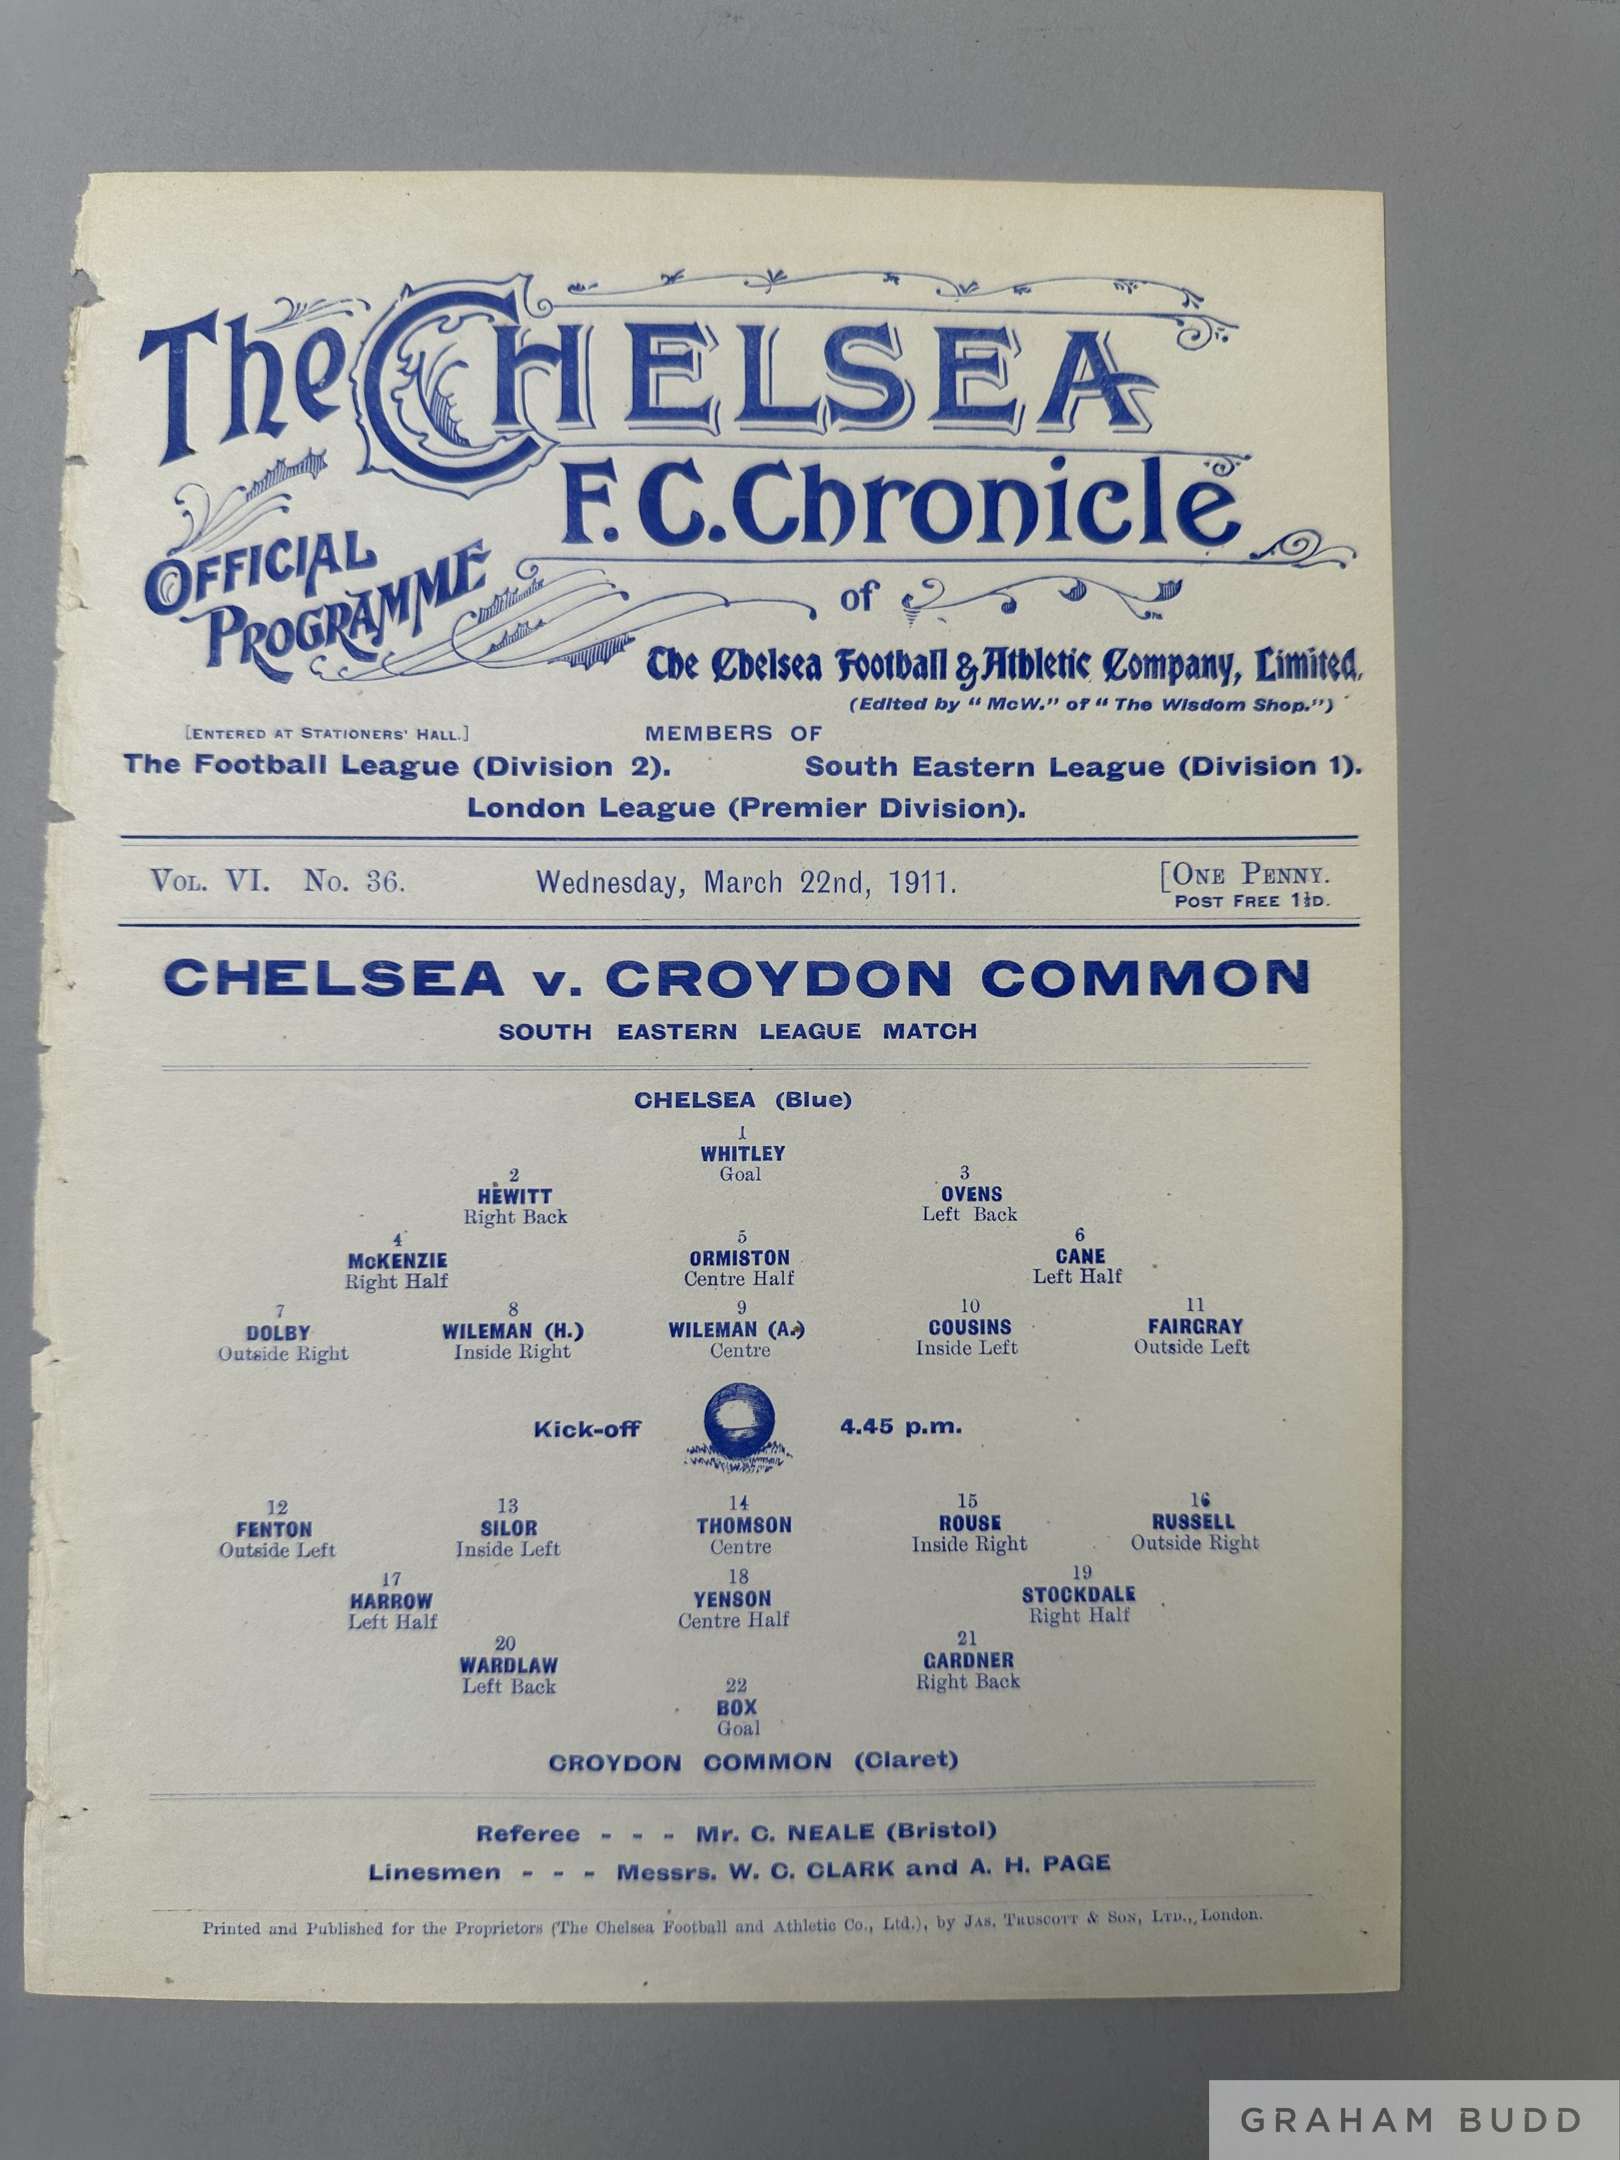 The CHELSEA
F.C. Chronicle
OFFICIAL
PROGRAMME
of
The Chelsea Football & Athletic Company, Limited,
(Edited by "McW." of "The Wisdom Shop.")
[ENTERED AT STATIONERS' HALL.]
MEMBERS OF
The Football League (Division 2). South Eastern League (Division 1).
London League (Premier Division).
VOL. VI. No. 36. Wednesday, March 22nd, 1911. [ONE PENNY.
POST FREE 1½D.
CHELSEA v. CROYDON COMMON
SOUTH EASTERN LEAGUE MATCH
CHELSEA (Blue)
1
WHITLEY
Goal
2 3
HEWITT OVENS
Right Back Left Back
4 5 6
McKENZIE ORMISTON CANE
Right Half Centre Half Left Half
7 8 9 10 11
DOLBY WILEMAN (H.) WILEMAN (A.) COUSINS FAIRGRAY
Outside Right Inside Right Centre Inside Left Outside Left
Kick-off 4.45 p.m.
12 13 14 15 16
FENTON SILOR THOMSON ROUSE RUSSELL
Outside Left Inside Left Centre Inside Right Outside Right
17 18 19
HARROW YENSON STOCKDALE
Left Half Centre Half Right Half
20 21
WARDLAW GARDNER
Left Back Right Back
22
BOX
Goal
CROYDON COMMON (Claret)
Referee - - - Mr. C. NEALE (Bristol)
Linesmen - - - Messrs. W. C. CLARK and A. H. PAGE
Printed and Published for the Proprietors (The Chelsea Football and Athletic Co., Ltd.), by JAS. TRUSCOTT & SON, LTD., London.
GRAHAM BUDD